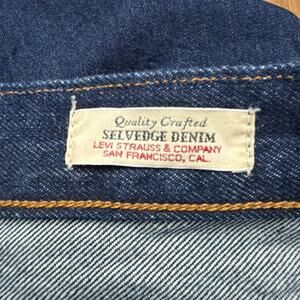 Quality Crafted
SELVEDGE DENIM
LEVI STRAUSS & COMPANY
SAN FRANCISCO, CAL.